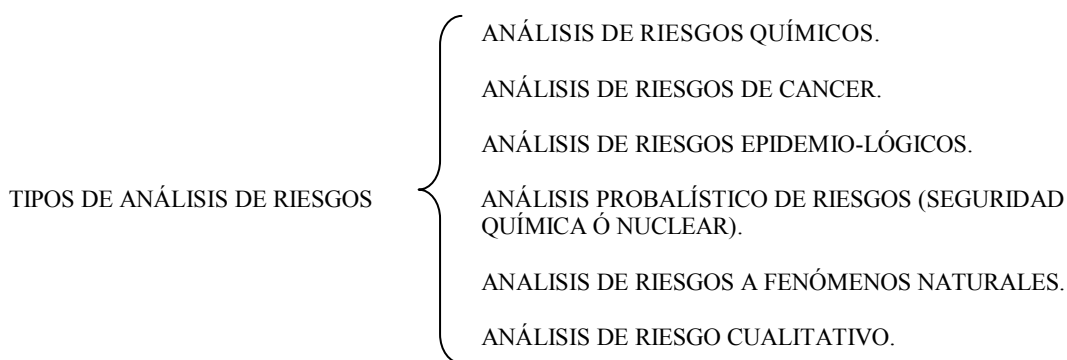 ANÁLISIS DE RIESGOS QUÍMICOS.
ANÁLISIS DE RIESGOS DE CANCER.
ANÁLISIS DE RIESGOS EPIDEMIO-LÓGICOS.
TIPOS DE ANÁLISIS DE RIESGOS
ANÁLISIS PROBALÍSTICO DE RIESGOS (SEGURIDAD
QUÍMICA Ó NUCLEAR).
ANALISIS DE RIESGOS A FENÓMENOS NATURALES.
ANÁLISIS DE RIESGO CUALITATIVO.